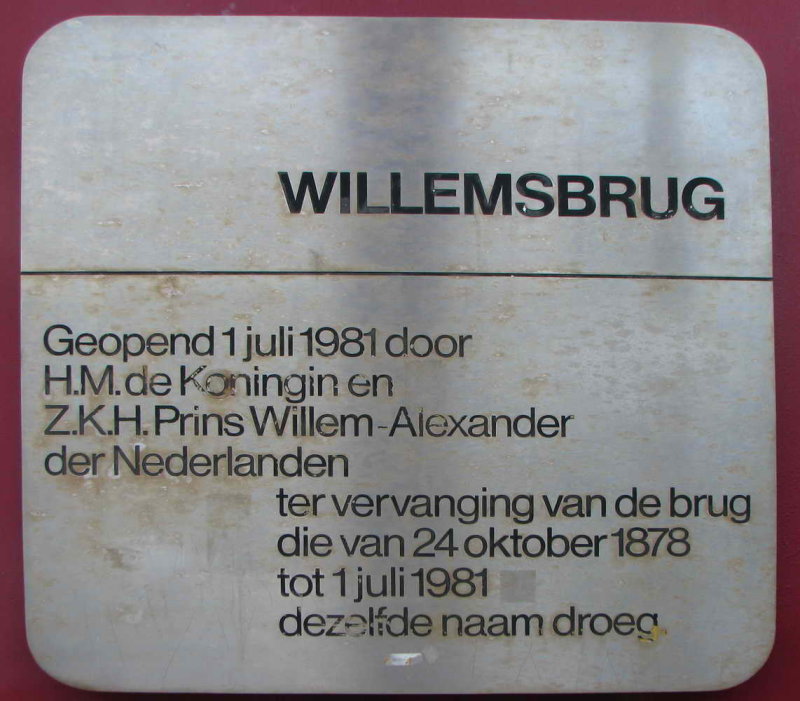 WILLEMSBRUG
Geopend 1 juli 1981 door
H.M. de Koningin en
Z.K.H. Prins Willem-Alexander
der Nederlanden
ter vervanging van de brug
die van 24 oktober 1878
tot 1 juli 1981
dezelfde naam droeg